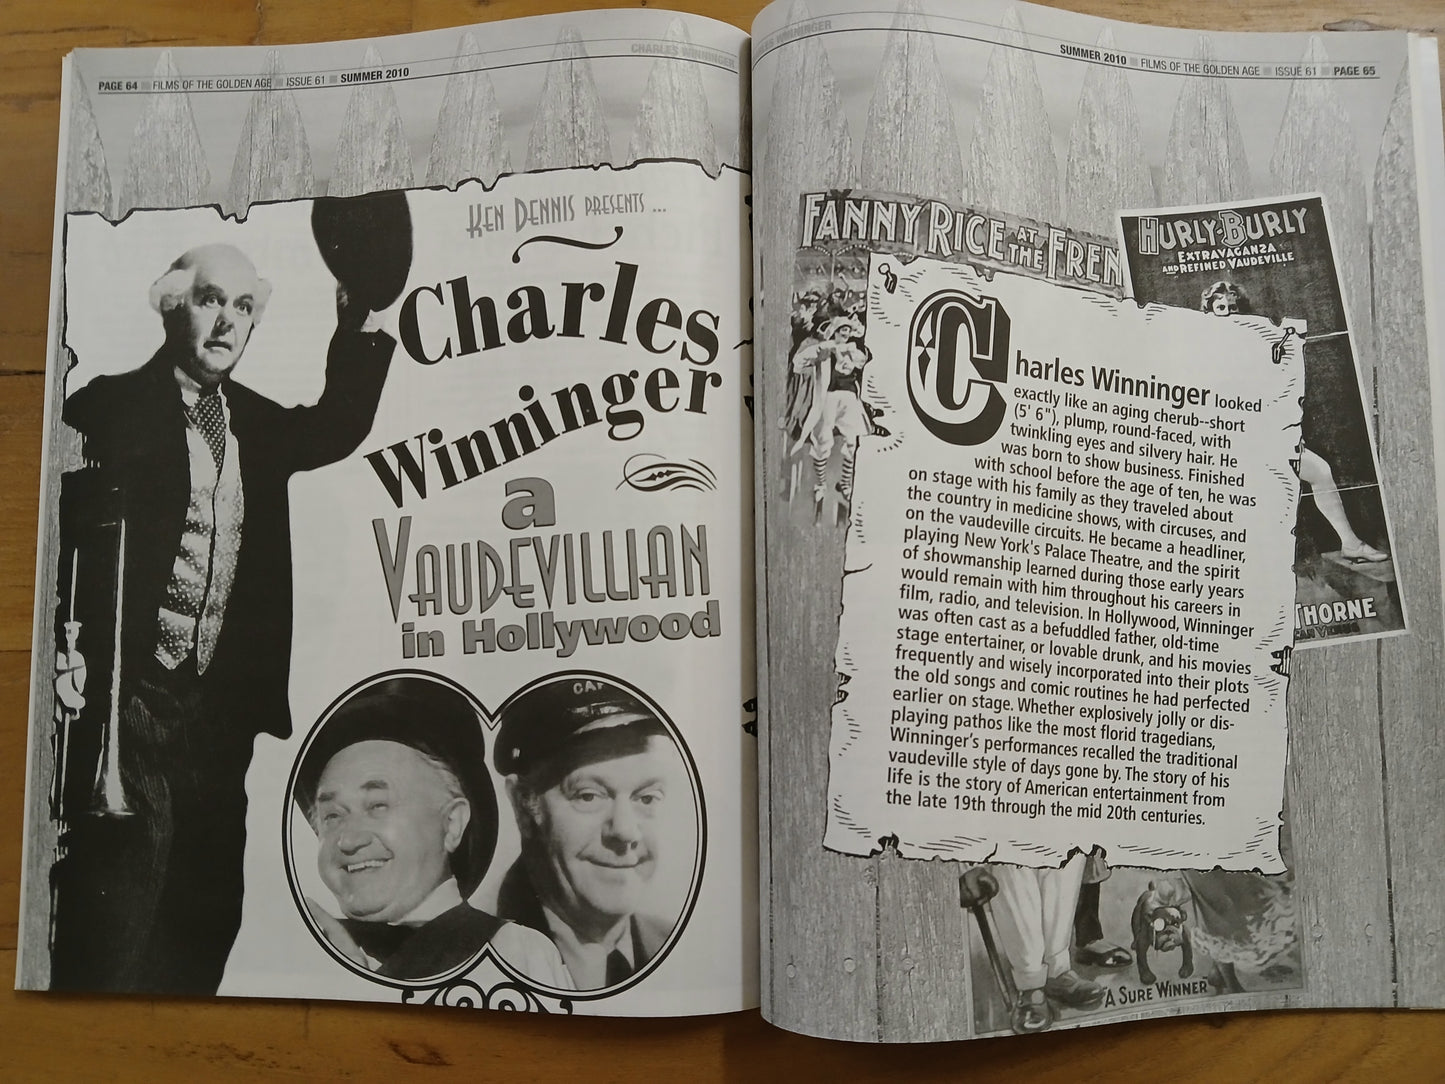 PAGE 64 ■ FILMS OF THE GOLDEN AGE ■ ISSUE 61 ■ SUMMER 2010
CHARLES WINNINGER
KEN DENNIS PRESENTS ...
Charles
Winninger
a
VAUDEVILLIAN
in Hollywood
WINNINGER
SUMMER 2010 ■ FILMS OF THE GOLDEN AGE ■ ISSUE 61 ■ PAGE 65
FANNY RICE AT THE FREN
HURLY-BURLY
EXTRAVAGANZA
AND REFINED VAUDEVILLE
Charles Winninger looked
exactly like an aging cherub--short
(5' 6"), plump, round-faced, with
twinkling eyes and silvery hair. He
was born to show business. Finished
with school before the age of ten, he was
on stage with his family as they traveled about
the country in medicine shows, with circuses, and
on the vaudeville circuits. He became a headliner,
playing New York's Palace Theatre, and the spirit
of showmanship learned during those early years
would remain with him throughout his careers in
film, radio, and television. In Hollywood, Winninger
was often cast as a befuddled father, old-time
stage entertainer, or lovable drunk, and his movies
frequently and wisely incorporated into their plots
the old songs and comic routines he had perfected
earlier on stage. Whether explosively jolly or dis-
playing pathos like the most florid tragedians,
Winninger's performances recalled the traditional
vaudeville style of days gone by. The story of his
life is the story of American entertainment from
the late 19th through the mid 20th centuries.
THORNE
"A SURE WINNER"